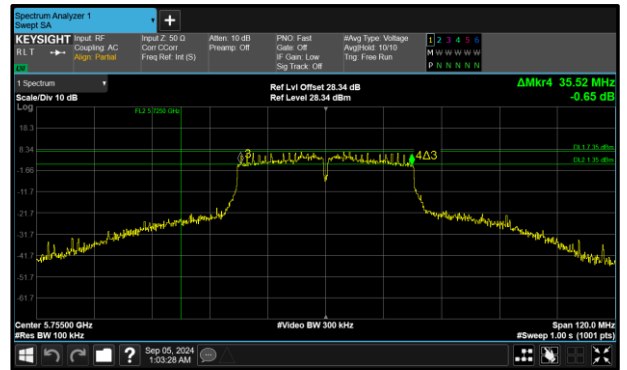 Spectrum Analyzer 1
Swept SA
+
KEYSIGHT
RLT
Input: RF
Coupling: AC
Align: Partial
Input Z: 50 Ω
Corr CCorr
Freq Ref: Int (S)
Atten: 10 dB
Preamp: Off
PNO: Fast
Gate: Off
IF Gain: Low
Sig Track: Off
#Avg Type: Voltage
Avg|Hold: 10/10
Trig: Free Run
1 2 3 4 5 6
M W W W W W
P N N N N N
1 Spectrum
Scale/Div 10 dB
Ref Lvl Offset 28.34 dB
Ref Level 28.34 dBm
ΔMkr4 35.52 MHz
-0.65 dB
Log
FL2 5.7250 GHz
18.3
8.34
-1.66
-11.7
-21.7
-31.7
-41.7
-51.7
-61.7
3
4Δ3
DL1 7.35 dBm
DL2 1.35 dBm
Center 5.75500 GHz
#Res BW 100 kHz
#Video BW 300 kHz
Span 120.0 MHz
#Sweep 1.00 s (1001 pts)
?
Sep 05, 2024
1:03:28 AM